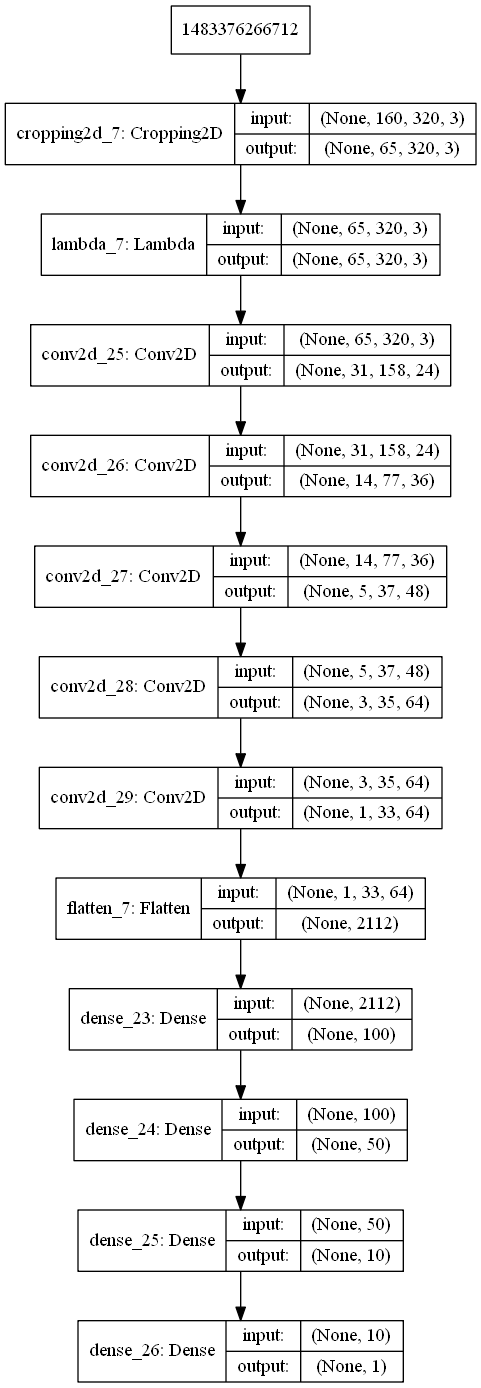 1483376266712
cropping2d_7: Cropping2D
input: (None, 160, 320, 3)
output: (None, 65, 320, 3)
lambda_7: Lambda
input: (None, 65, 320, 3)
output: (None, 65, 320, 3)
conv2d_25: Conv2D
input: (None, 65, 320, 3)
output: (None, 31, 158, 24)
conv2d_26: Conv2D
input: (None, 31, 158, 24)
output: (None, 14, 77, 36)
conv2d_27: Conv2D
input: (None, 14, 77, 36)
output: (None, 5, 37, 48)
conv2d_28: Conv2D
input: (None, 5, 37, 48)
output: (None, 3, 35, 64)
conv2d_29: Conv2D
input: (None, 3, 35, 64)
output: (None, 1, 33, 64)
flatten_7: Flatten
input: (None, 1, 33, 64)
output: (None, 2112)
dense_23: Dense
input: (None, 2112)
output: (None, 100)
dense_24: Dense
input: (None, 100)
output: (None, 50)
dense_25: Dense
input: (None, 50)
output: (None, 10)
dense_26: Dense
input: (None, 10)
output: (None, 1)